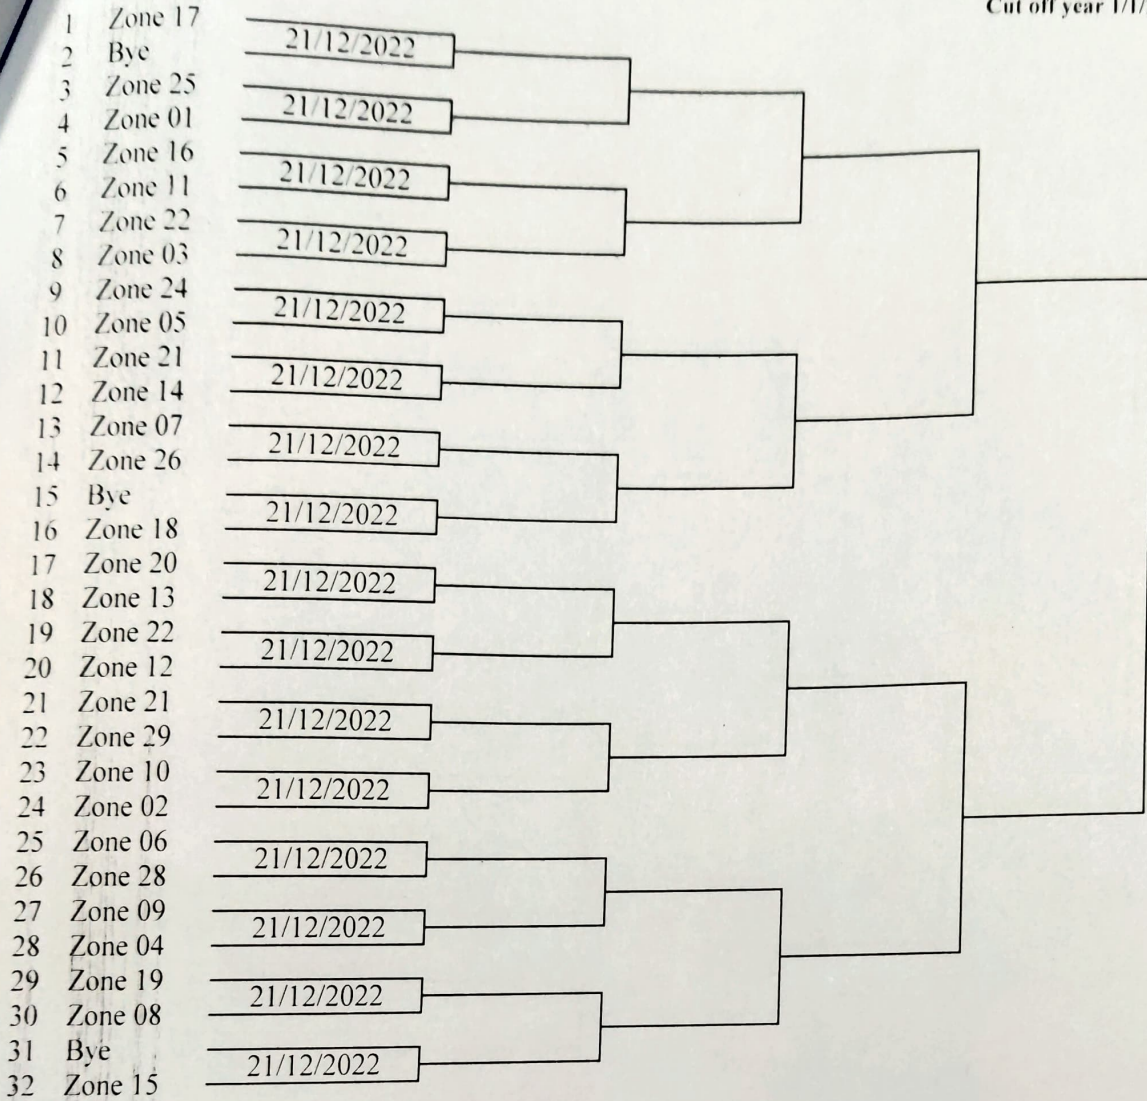 Cut off year 1/1/
1 Zone 17
21/12/2022
2 Bye
3 Zone 25
21/12/2022
4 Zone 01
5 Zone 16
21/12/2022
6 Zone 11
7 Zone 22
21/12/2022
8 Zone 03
9 Zone 24
21/12/2022
10 Zone 05
11 Zone 21
21/12/2022
12 Zone 14
13 Zone 07
21/12/2022
14 Zone 26
15 Bye
21/12/2022
16 Zone 18
17 Zone 20
21/12/2022
18 Zone 13
19 Zone 22
21/12/2022
20 Zone 12
21 Zone 21
21/12/2022
22 Zone 29
23 Zone 10
21/12/2022
24 Zone 02
25 Zone 06
21/12/2022
26 Zone 28
27 Zone 09
21/12/2022
28 Zone 04
29 Zone 19
21/12/2022
30 Zone 08
31 Bye
21/12/2022
32 Zone 15